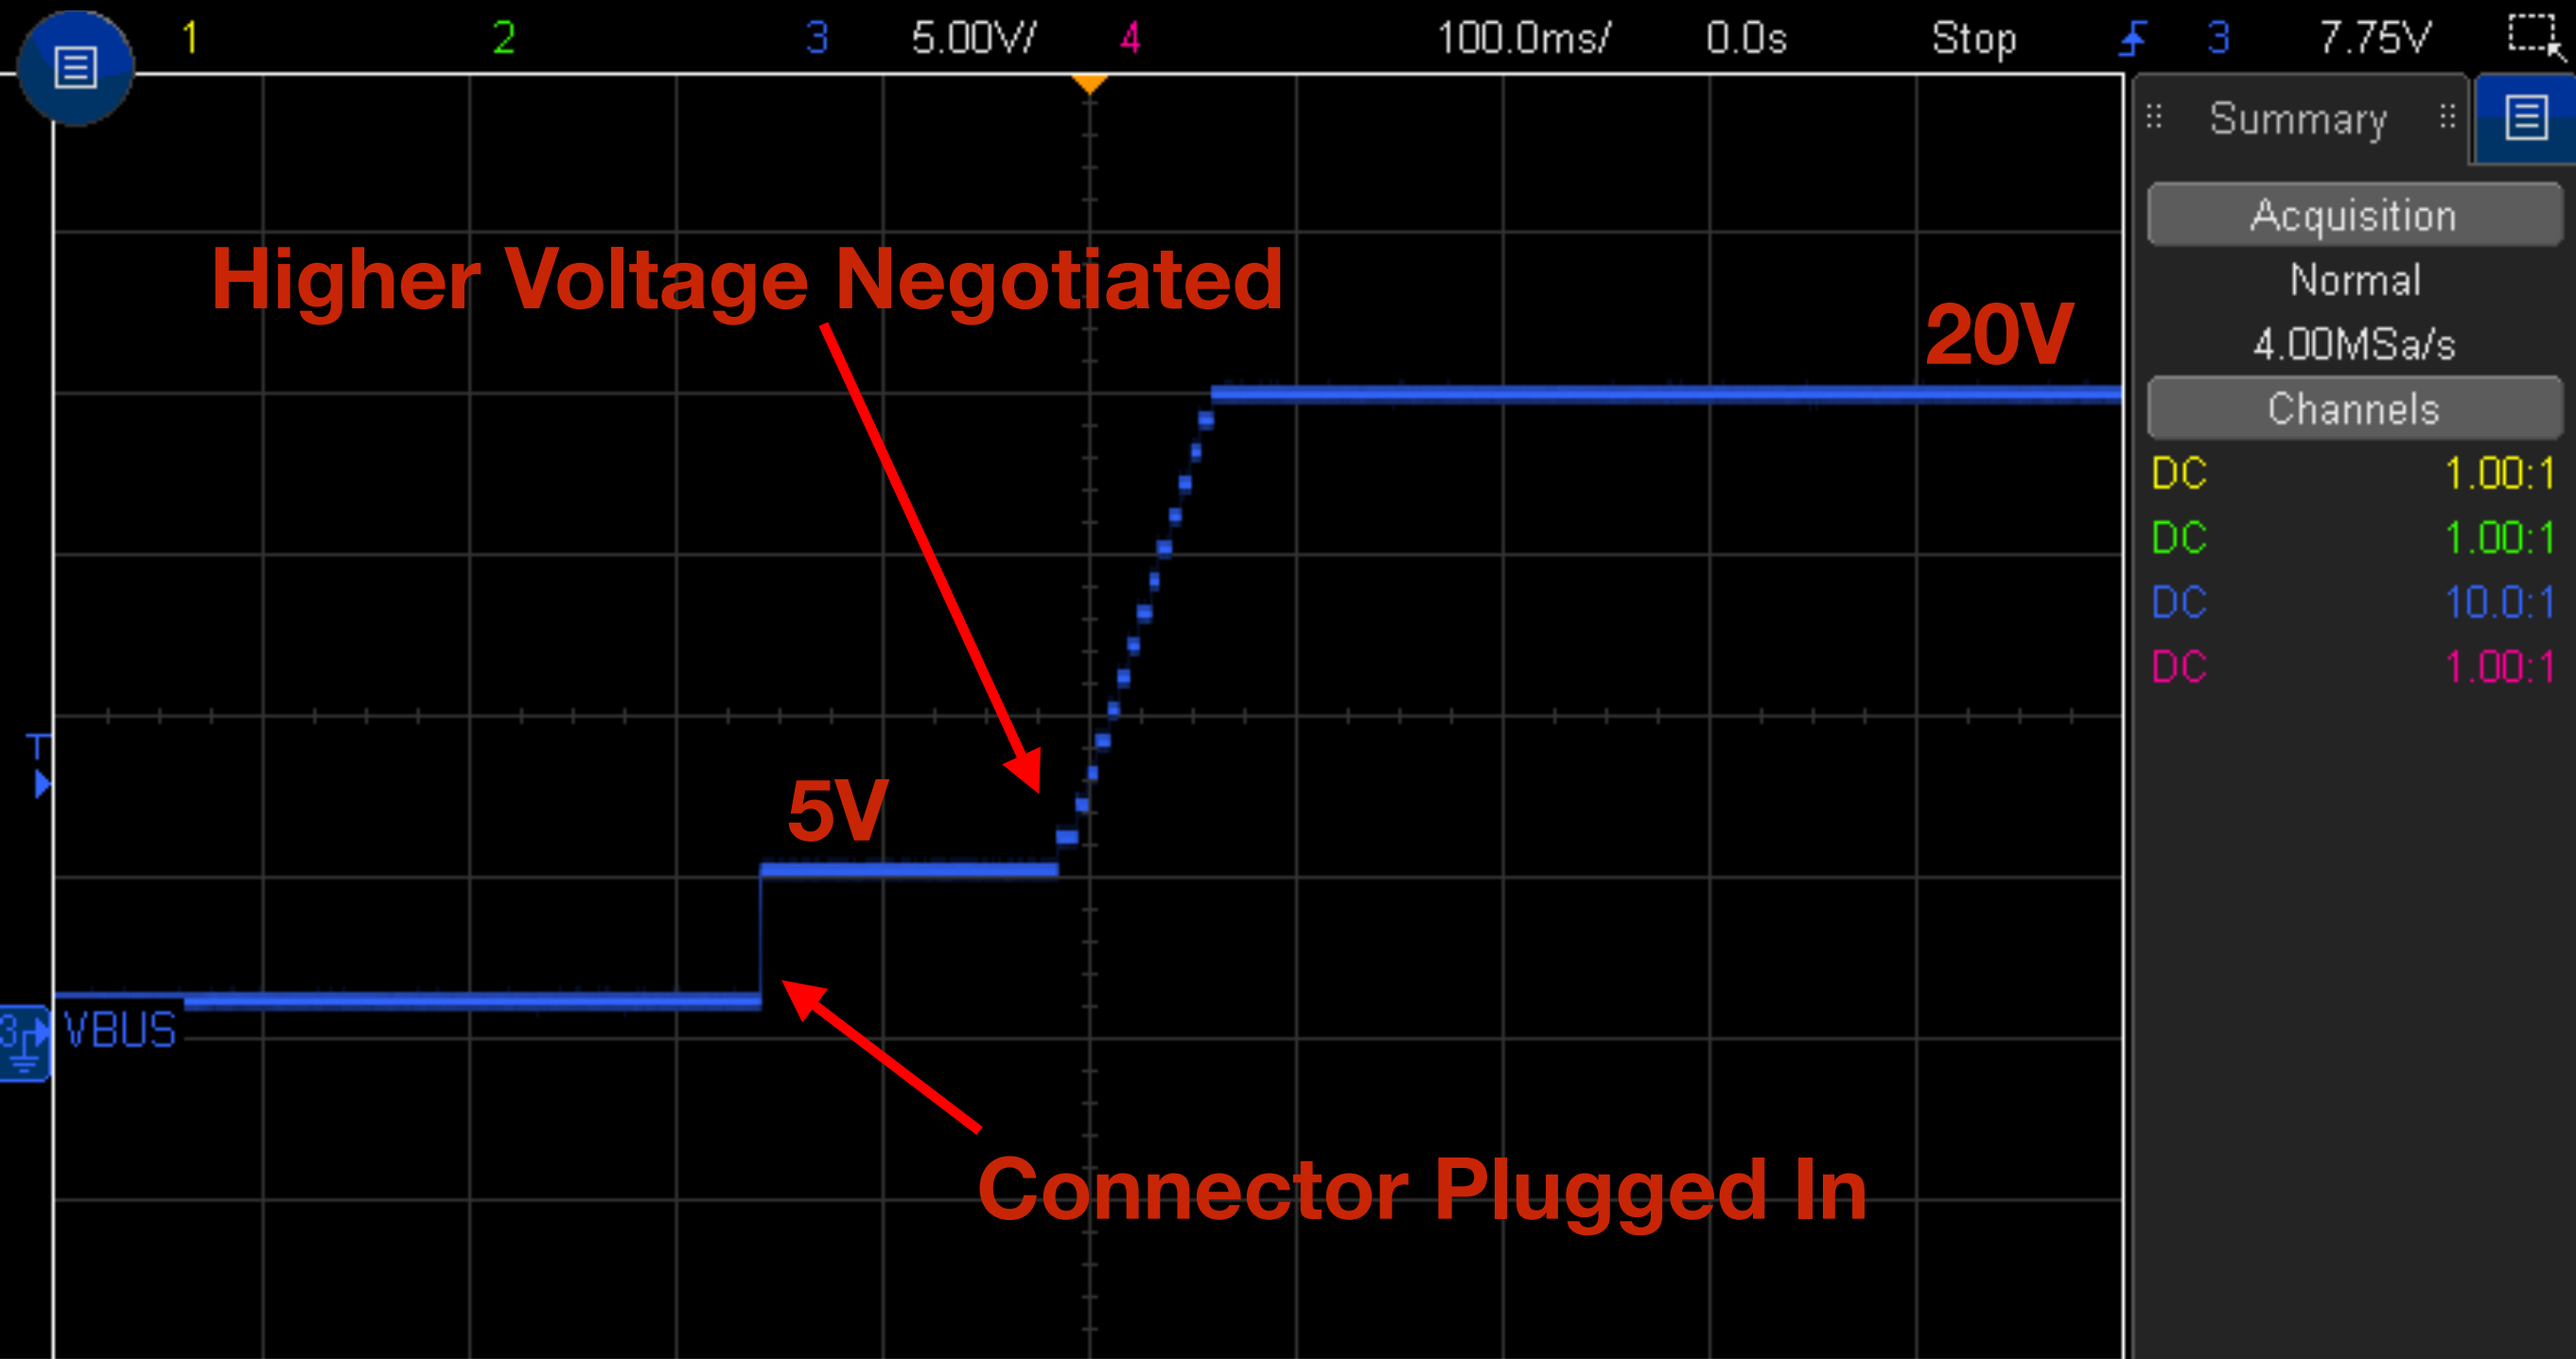 1 2 3 5.00V/ 4 100.0ms/ 0.0s Stop 3 7.75V
Summary
Acquisition
Normal
4.00MSa/s
Channels
DC 1.00:1
DC 1.00:1
DC 10.0:1
DC 1.00:1
Higher Voltage Negotiated
20V
T
5V
3
VBUS
Connector Plugged In